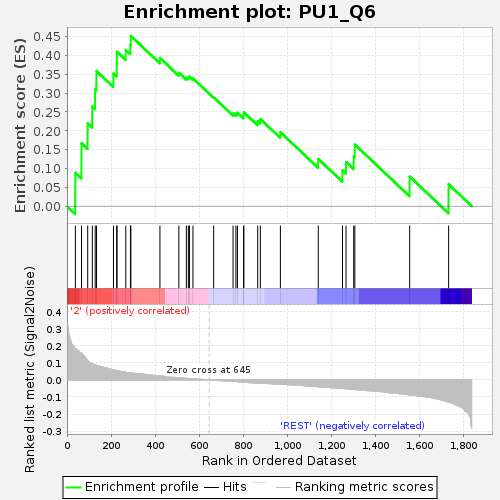 Enrichment plot: PU1_Q6
Enrichment score (ES)
0.45
0.40
0.35
0.30
0.25
0.20
0.15
0.10
0.05
0.00
Ranked list metric (Signal2Noise)
0.4
0.3
0.2
0.1
0.0
-0.1
-0.2
-0.3
'2' (positively correlated)
Zero cross at 645
'REST' (negatively correlated)
0 200 400 600 800 1,000 1,200 1,400 1,600 1,800
Rank in Ordered Dataset
Enrichment profile Hits Ranking metric scores